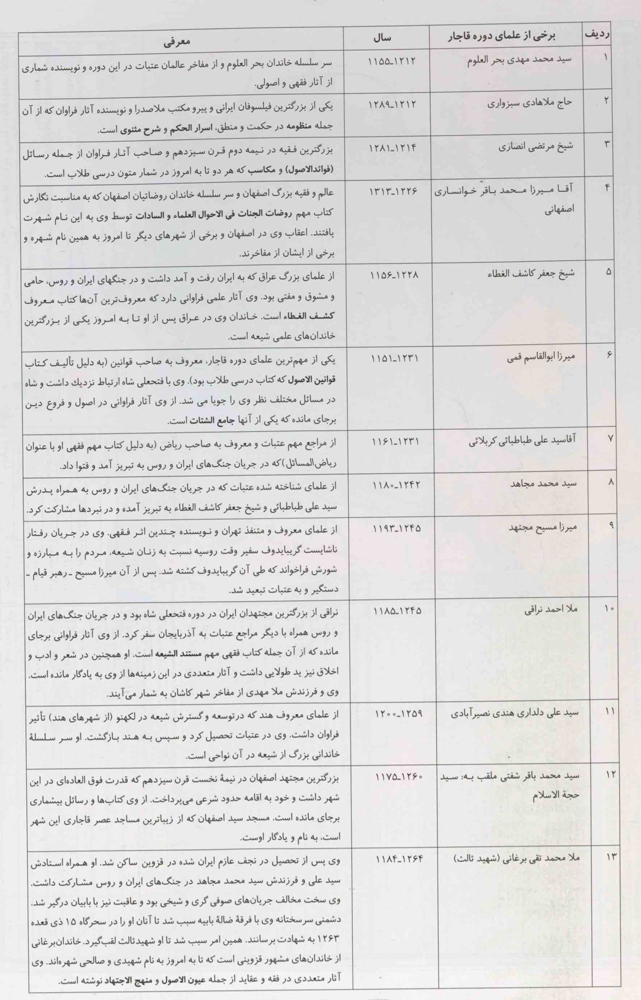 ردیف
برخی از علمای دوره قاجار
سال
معرفی
۱
سید محمد مهدی بحر العلوم
۱۱۵۵ـ۱۲۱۲
سر سلسله خاندان بحر العلوم و از مفاخر عالمان عتبات در این دوره و نویسنده شماری
از آثار فقهی و اصولی.
۲
حاج ملاهادی سبزواری
۱۲۸۹ـ۱۲۱۲
یکی از بزرگترین فیلسوفان ایرانی و پیرو مکتب ملاصدرا و نویسنده آثار فراوان که از آن
جمله منظومه در حکمت و منطق، اسرار الحکم و شرح مثنوی است.
۳
شیخ مرتضی انصاری
۱۲۸۱ـ۱۲۱۴
بزرگترین فقیه در نیمه دوم قرن سیزدهم و صاحب آثار فراوان از جمله رسائل
(فوائدالاصول) و مکاسب که هر دو تا به امروز در شمار متون درسی طلاب است.
۴
آقا میرزا محمد باقر خوانساری
اصفهانی
۱۳۱۳ـ۱۲۲۶
عالم و فقیه بزرگ اصفهان و سر سلسله خاندان روضاتیان اصفهان که به مناسبت نگارش
کتاب مهم روضات الجنات فی الاحوال العلماء و السادات توسط وی به این نام شهرت
یافتند. اعقاب وی در اصفهان و برخی از شهرهای دیگر تا امروز به همین نام شهره و
برخی از ایشان از مفاخرند.
۵
شیخ جعفر کاشف الغطاء
۱۱۵۶ـ۱۲۲۸
از علمای بزرگ عراق که به ایران رفت و آمد داشت و در جنگهای ایران و روس، حامی
و مشوق و مفتی بود. وی آثار علمی فراوانی دارد که معروف‌ترین آن‌ها کتاب معروف
کشف الغطاء است. خاندان وی در عراق پس از او تا به امروز یکی از بزرگترین
خاندان‌های علمی شیعه است.
۶
میرزا ابوالقاسم قمی
۱۱۵۱ـ۱۲۳۱
یکی از مهم‌ترین علمای دوره قاجار، معروف به صاحب قوانین (به دلیل تألیف کتاب
قوانین الاصول که کتاب درسی طلاب بود). وی با فتحعلی شاه ارتباط نزدیك داشت و شاه
در مسائل مختلف نظر وی را جویا می شد. از وی آثار فراوانی در اصول و فروع دین
برجای مانده که یکی از آنها جامع الشتات است.
۷
آقاسید علی طباطبائی کربلائی
۱۱۶۱ـ۱۲۳۱
از مراجع مهم عتبات و معروف به صاحب ریاض (به دلیل کتاب مهم فقهی او با عنوان
ریاض‌المسائل)که در جریان جنگ‌های ایران و روس به تبریز آمد و فتوا داد.
۸
سید محمد مجاهد
۱۱۸۰ـ۱۲۴۲
از علمای شناخته شده عتبات که در جریان جنگ‌های ایران و روس به همراه پدرش
سید علی طباطبائی و شیخ جعفر کاشف الغطاء به تبریز آمده و در نبردها مشارکت کرد.
۹
میرزا مسیح مجتهد
۱۱۹۳ـ۱۲۴۵
از علمای معروف و متنفذ تهران و نویسنده چندین اثر فقهی. وی در جریان رفتار
ناشایست گریبایدوف سفیر وقت روسیه نسبت به زنان شیعه، مردم را به مبارزه و
شورش فراخواند که طی آن گریبایدوف کشته شد. پس از آن میرزا مسیح ـ رهبر قیام ـ
دستگیر و به عتبات تبعید شد.
۱۰
ملا احمد نراقی
۱۱۸۵ـ۱۲۴۵
نراقی از بزرگترین مجتهدان ایران در دوره فتحعلی شاه بود و در جریان جنگ‌های ایران
و روس همراه با دیگر مراجع عتبات به آذربایجان سفر کرد. از وی آثار فراوانی برجای
مانده که از آن جمله کتاب فقهی مهم مستند الشیعه است. او همچنین در شعر و ادب و
اخلاق نیز ید طولایی داشت و آثار متعددی در این زمینه‌ها از وی به یادگار مانده است.
وی و فرزندش ملا مهدی از مفاخر شهر کاشان به شمار می‌آیند.
۱۱
سید علی دلداری هندی نصیرآبادی
۱۲۰۰ـ۱۲۵۹
از علمای معروف هند که درتوسعه و گسترش شیعه در لکهنو (از شهرهای هند) تأثیر
فراوان داشت. وی در عتبات تحصیل کرد و سپس به هند بازگشت. او سر سلسلهٔ
خاندانی بزرگ از شیعه در آن نواحی است.
۱۲
سید محمد باقر شفتی ملقب به: سید
حجة الاسلام
۱۱۷۵ـ۱۲۶۰
بزرگترین مجتهد اصفهان در نیمهٔ نخست قرن سیزدهم که قدرت فوق العاده‌ای در این
شهر داشت و خود به اقامه حدود شرعی می‌پرداخت. از وی کتاب‌ها و رسائل بیشماری
برجای مانده است. مسجد سید اصفهان که از زیباترین مساجد عصر قاجاری این شهر
است، به نام و یادگار اوست.
۱۳
ملا محمد تقی برغانی (شهید ثالث)
۱۱۸۴ـ۱۲۶۴
وی پس از تحصیل در نجف عازم ایران شده در قزوین ساکن شد. او همراه استادش
سید علی و فرزندش سید محمد مجاهد در جنگ‌های ایران و روس مشارکت داشت.
وی سخت مخالف جریان‌های صوفی گری و شیخی بود و عاقبت نیز با بابیان درگیر شد.
دشمنی سرسختانه وی با فرقهٔ ضالهٔ بابیه سبب شد تا آنان او را در سحرگاه ۱۵ ذی قعده
۱۲۶۳ به شهادت برسانند. همین امر سبب شد تا او شهیدثالث لقب‌گیرد. خاندان‌برغانی
از خاندان‌های مشهور قزوینی است که تا به امروز به نام شهیدی و صالحی شهره‌اند. وی
آثار متعددی در فقه و عقاید از جمله عیون الاصول و منهج الاجتهاد نوشته است.